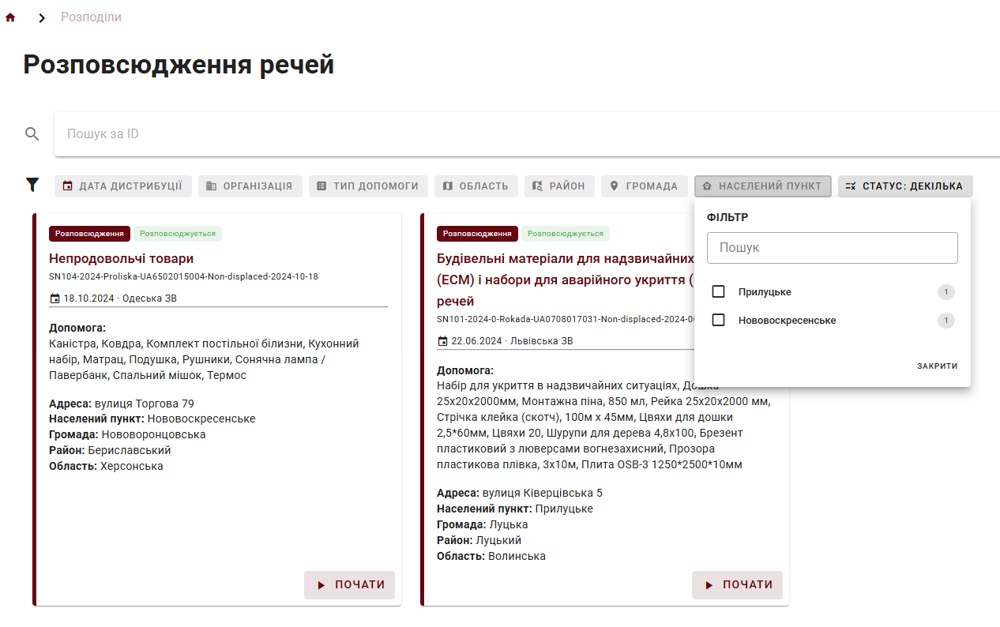 Розподіли
Розповсюдження речей
Пошук за ID
ДАТА ДИСТРИБУЦІЇ
ОРГАНІЗАЦІЯ
ТИП ДОПОМОГИ
ОБЛАСТЬ
РАЙОН
ГРОМАДА
НАСЕЛЕНИЙ ПУНКТ
СТАТУС: ДЕКІЛЬКА
Розповсюдження Розповсюджується
Непродовольчі товари
SN104-2024-Proliska-UA6502015004-Non-displaced-2024-10-18
18.10.2024 · Одеська ЗВ
Допомога:
Каністра, Ковдра, Комплект постільної білизни, Кухонний
набір, Матрац, Подушка, Рушники, Сонячна лампа /
Павербанк, Спальний мішок, Термос
Адреса: вулиця Торгова 79
Населений пункт: Нововоскресенське
Громада: Нововоронцовська
Район: Бериславський
Область: Херсонська
ПОЧАТИ
Розповсюдження Розповсюджується
Будівельні матеріали для надзвичайних
(ECM) і набори для аварійного укриття (
речей
SN101-2024-0-Rokada-UA0708017031-Non-displaced-2024-0
22.06.2024 · Львівська ЗВ
Допомога:
Набір для укриття в надзвичайних ситуаціях, Дошка
25х20х2000мм, Монтажна піна, 850 мл, Рейка 25х20х2000 мм,
Стрічка клейка (скотч), 100м х 45мм, Цвяхи для дошки
2,5*60мм, Цвяхи 20, Шурупи для дерева 4,8х100, Брезент
пластиковий з люверсами вогнезахисний, Прозора
пластикова плівка, 3х10м, Плита OSB-3 1250*2500*10мм
Адреса: вулиця Ківерцівська 5
Населений пункт: Прилуцьке
Громада: Луцька
Район: Луцький
Область: Волинська
ПОЧАТИ
ФІЛЬТР
Пошук
Прилуцьке 1
Нововоскресенське 1
ЗАКРИТИ